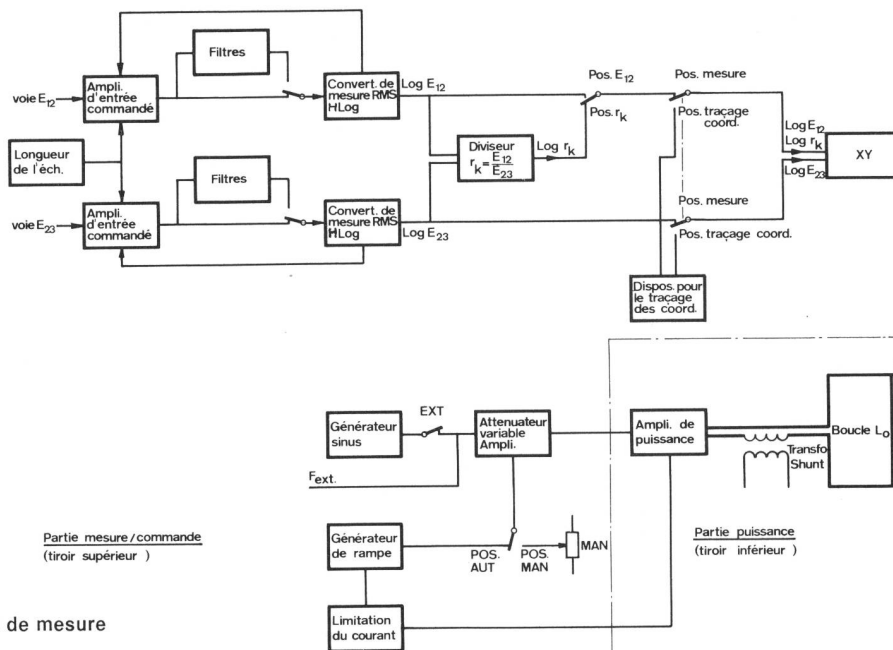 Filtres
voie E12
Ampli.
d'entrée
commandé
Convert. de
mesure RMS
HLog
Log E12
Pos. E12
Pos. rk
Pos. mesure
Pos. traçage
coord.
Longueur
de l'éch.
Diviseur
rk = E12
E23
Log rk
Log E12
Log rk
Log E23
XY
Filtres
voie E23
Ampli.
d'entrée
commandé
Convert. de
mesure RMS
HLog
Log E23
Pos. mesure
Pos. traçage coord.
Dispos. pour
le traçage
des coord.
Générateur
sinus
EXT
Attenuateur
variable
Ampli.
Ampli. de
puissance
Boucle Lo
Transfo
Shunt
Fext.
Partie mesure/commande
(tiroir supérieur )
Générateur
de rampe
POS.
AUT
POS.
MAN
MAN
Partie puissance
(tiroir inférieur )
Limitation
du courant
de mesure